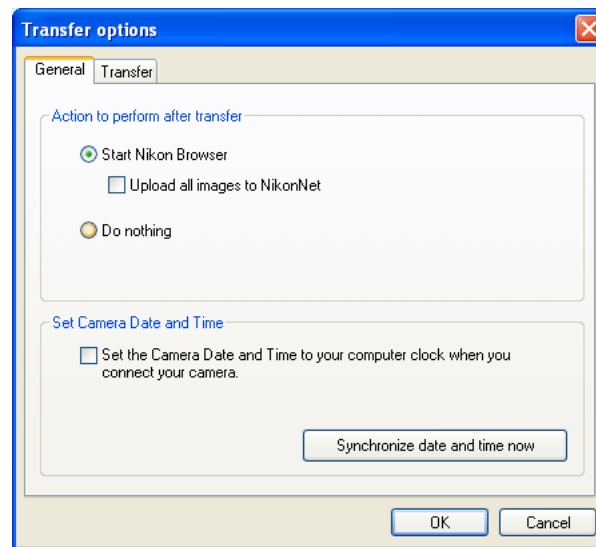 Transfer options
General
Transfer
Action to perform after transfer
Start Nikon Browser
Upload all images to NikonNet
Do nothing
Set Camera Date and Time
Set the Camera Date and Time to your computer clock when you
connect your camera.
Synchronize date and time now
OK
Cancel